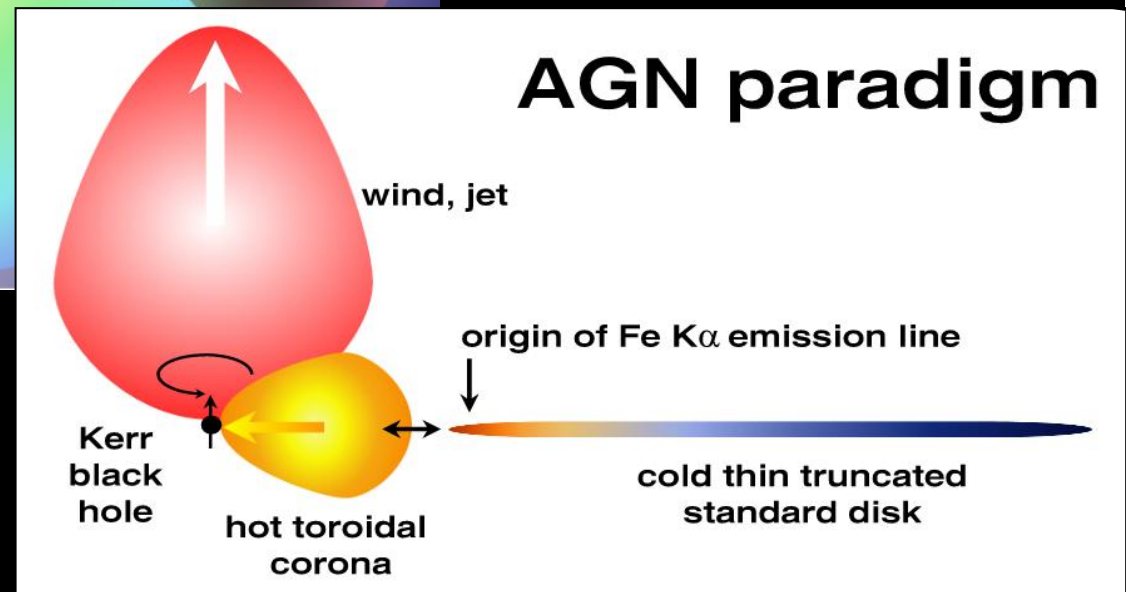 AGN paradigm
wind, jet
origin of Fe Kα emission line
Kerr
black
hole
hot toroidal
corona
cold thin truncated
standard disk